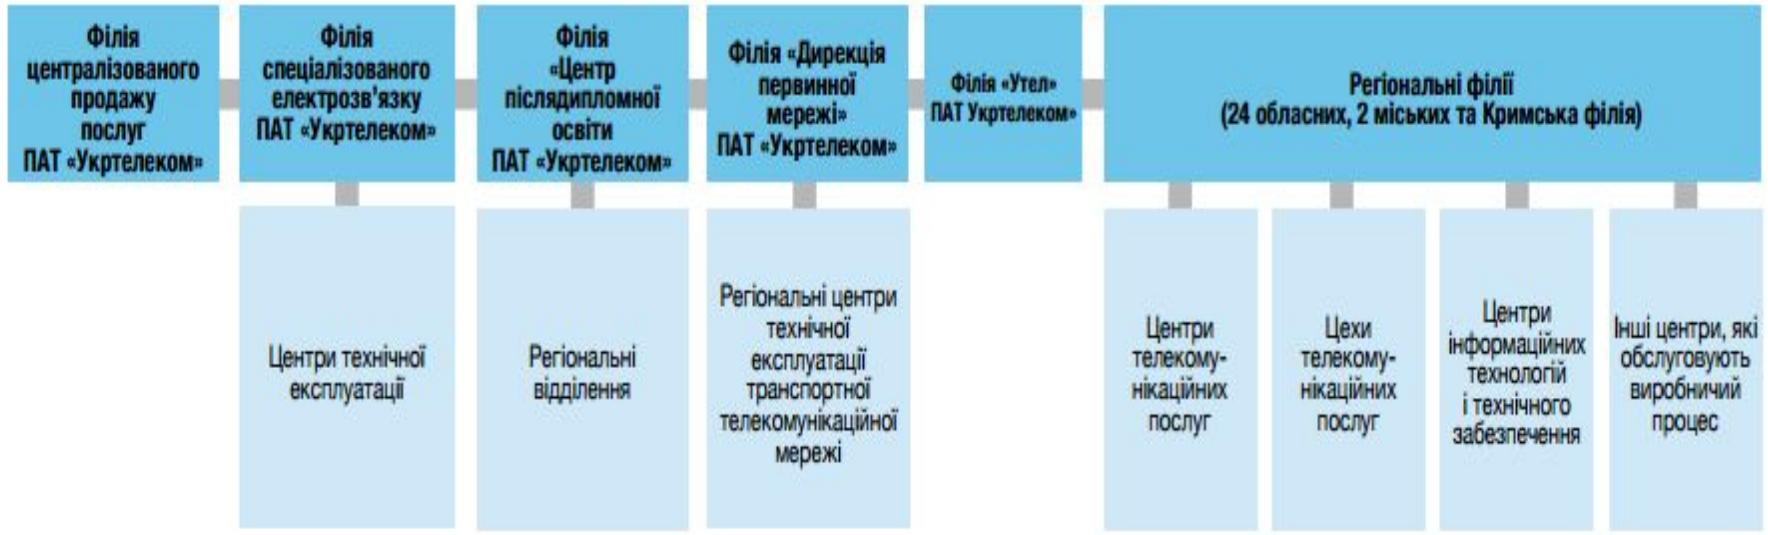 Філія
централізованого
продажу
послуг
ПАТ «Укртелеком»
Філія
спеціалізованого
електрозв’язку
ПАТ «Укртелеком»
Філія
«Центр
післядипломної
освіти
ПАТ «Укртелеком»
Філія «Дирекція
первинної
мережі»
ПАТ «Укртелеком»
Філія «Утел»
ПАТ Укртелеком»
Регіональні філії
(24 обласних, 2 міських та Кримська філія)
Центри технічної
експлуатації
Регіональні
відділення
Регіональні центри
технічної
експлуатації
транспортної
телекомунікаційної
мережі
Центри
телекому-
нікаційних
послуг
Цехи
телекому-
нікаційних
послуг
Центри
інформаційних
технологій
і технічного
забезпечення
Інші центри, які
обслуговують
виробничий
процес